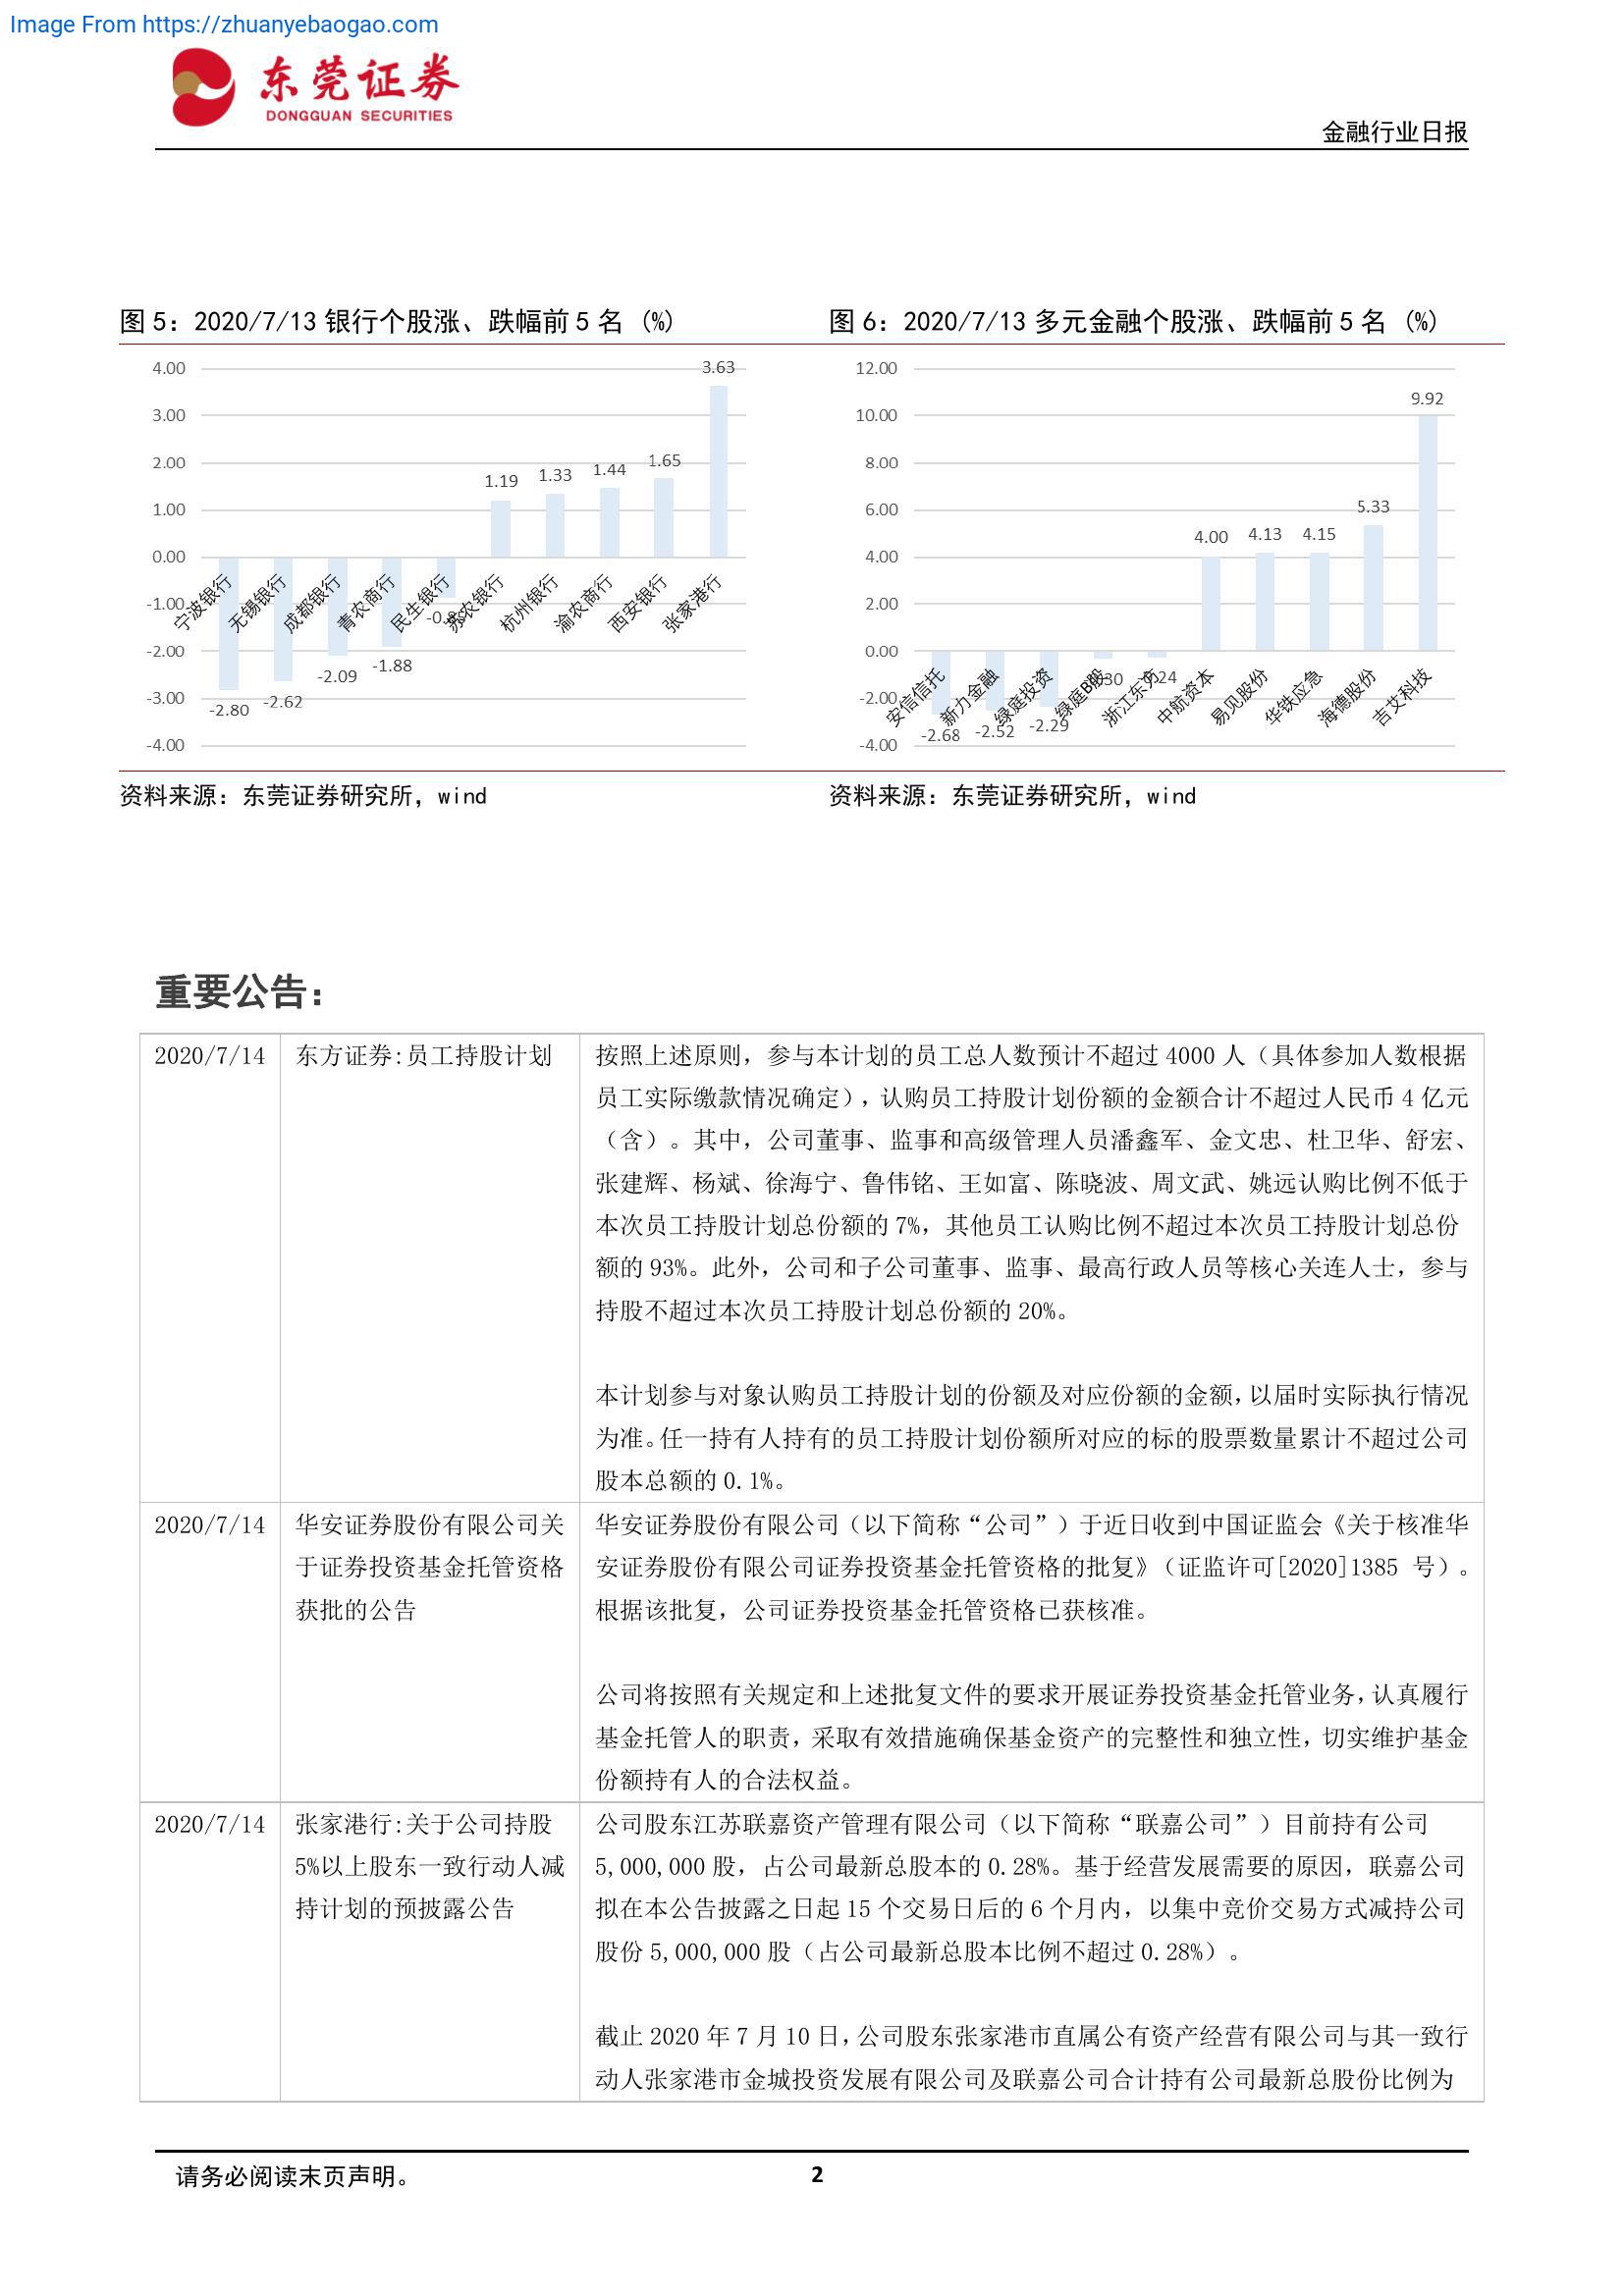 Image From https://zhuanyebaogao.com
东莞证券
DONGGUAN SECURITIES
金融行业日报
图 5：2020/7/13 银行个股涨、跌幅前 5 名 (%)
4.00
3.00
2.00
1.00
0.00
-1.00
-2.00
-3.00
-4.00
3.63
1.65
1.44
1.33
1.19
-1.88
-2.09
-2.62
-2.80
宁波银行
无锡银行
成都银行
青农商行
民生银行
苏农银行
杭州银行
渝农商行
西安银行
张家港行
资料来源：东莞证券研究所，wind
图 6：2020/7/13 多元金融个股涨、跌幅前 5 名 (%)
12.00
10.00
8.00
6.00
4.00
2.00
0.00
-2.00
-4.00
9.92
5.33
4.15
4.13
4.00
-2.29
-2.52
-2.68
安信信托
新力金融
绿庭投资
绿庭B股
浙江东方
中航资本
易见股份
华铁应急
海德股份
吉艾科技
资料来源：东莞证券研究所，wind
重要公告：
2020/7/14
东方证券:员工持股计划
按照上述原则，参与本计划的员工总人数预计不超过 4000 人（具体参加人数根据
员工实际缴款情况确定），认购员工持股计划份额的金额合计不超过人民币 4 亿元
（含）。其中，公司董事、监事和高级管理人员潘鑫军、金文忠、杜卫华、舒宏、
张建辉、杨斌、徐海宁、鲁伟铭、王如富、陈晓波、周文武、姚远认购比例不低于
本次员工持股计划总份额的 7%，其他员工认购比例不超过本次员工持股计划总份
额的 93%。此外，公司和子公司董事、监事、最高行政人员等核心关连人士，参与
持股不超过本次员工持股计划总份额的 20%。
本计划参与对象认购员工持股计划的份额及对应份额的金额，以届时实际执行情况
为准。任一持有人持有的员工持股计划份额所对应的标的股票数量累计不超过公司
股本总额的 0.1%。
2020/7/14
华安证券股份有限公司关
于证券投资基金托管资格
获批的公告
华安证券股份有限公司（以下简称“公司”）于近日收到中国证监会《关于核准华
安证券股份有限公司证券投资基金托管资格的批复》（证监许可[2020]1385 号）。
根据该批复，公司证券投资基金托管资格已获核准。
公司将按照有关规定和上述批复文件的要求开展证券投资基金托管业务，认真履行
基金托管人的职责，采取有效措施确保基金资产的完整性和独立性，切实维护基金
份额持有人的合法权益。
2020/7/14
张家港行:关于公司持股
5%以上股东一致行动人减
持计划的预披露公告
公司股东江苏联嘉资产管理有限公司（以下简称“联嘉公司”）目前持有公司
5,000,000 股，占公司最新总股本的 0.28%。基于经营发展需要的原因，联嘉公司
拟在本公告披露之日起 15 个交易日后的 6 个月内，以集中竞价交易方式减持公司
股份 5,000,000 股（占公司最新总股本比例不超过 0.28%）。
截止 2020 年 7 月 10 日，公司股东张家港市直属公有资产经营有限公司与其一致行
动人张家港市金城投资发展有限公司及联嘉公司合计持有公司最新总股份比例为
请务必阅读末页声明。
2